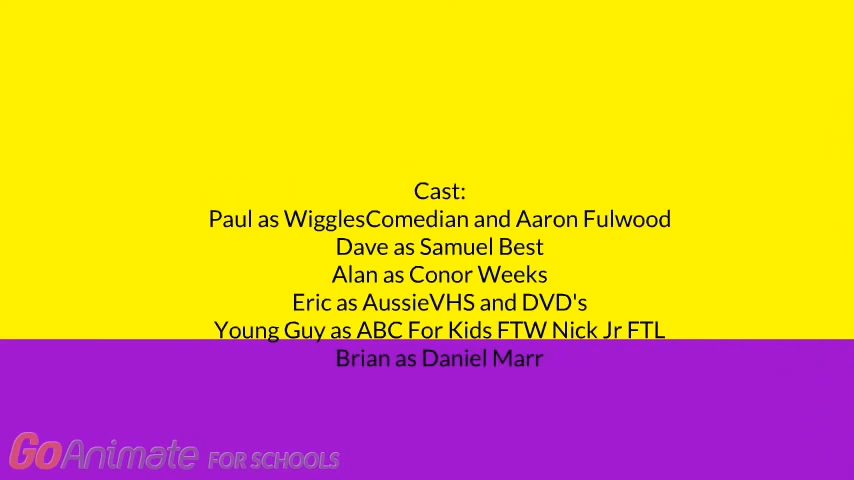 Cast:
Paul as WigglesComedian and Aaron Fulwood
Dave as Samuel Best
Alan as Conor Weeks
Eric as AussieVHS and DVD's
Young Guy as ABC For Kids FTW Nick Jr FTL
Brian as Daniel Marr
GoAnimate FOR SCHOOLS